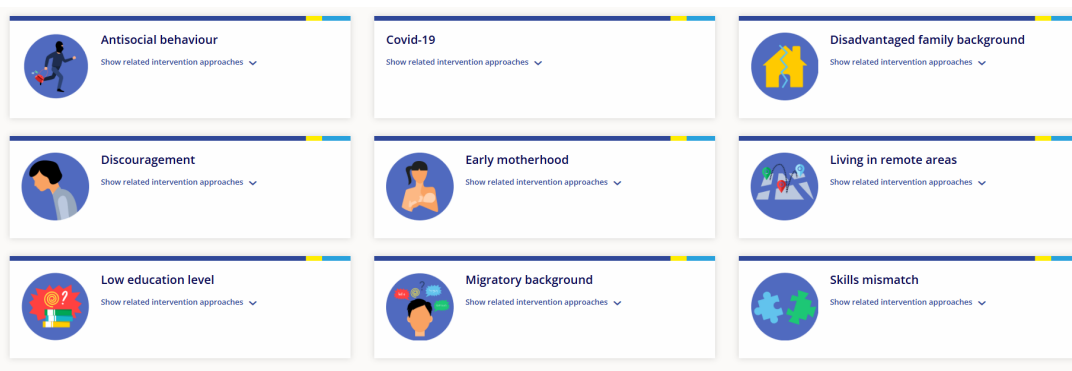 Antisocial behaviour
Show related intervention approaches
Covid-19
Show related intervention approaches
Disadvantaged family background
Show related intervention approaches
Discouragement
Show related intervention approaches
Early motherhood
Show related intervention approaches
Living in remote areas
Show related intervention approaches
Low education level
Show related intervention approaches
?
Migratory background
Show related intervention approaches
?
Skills mismatch
Show related intervention approaches